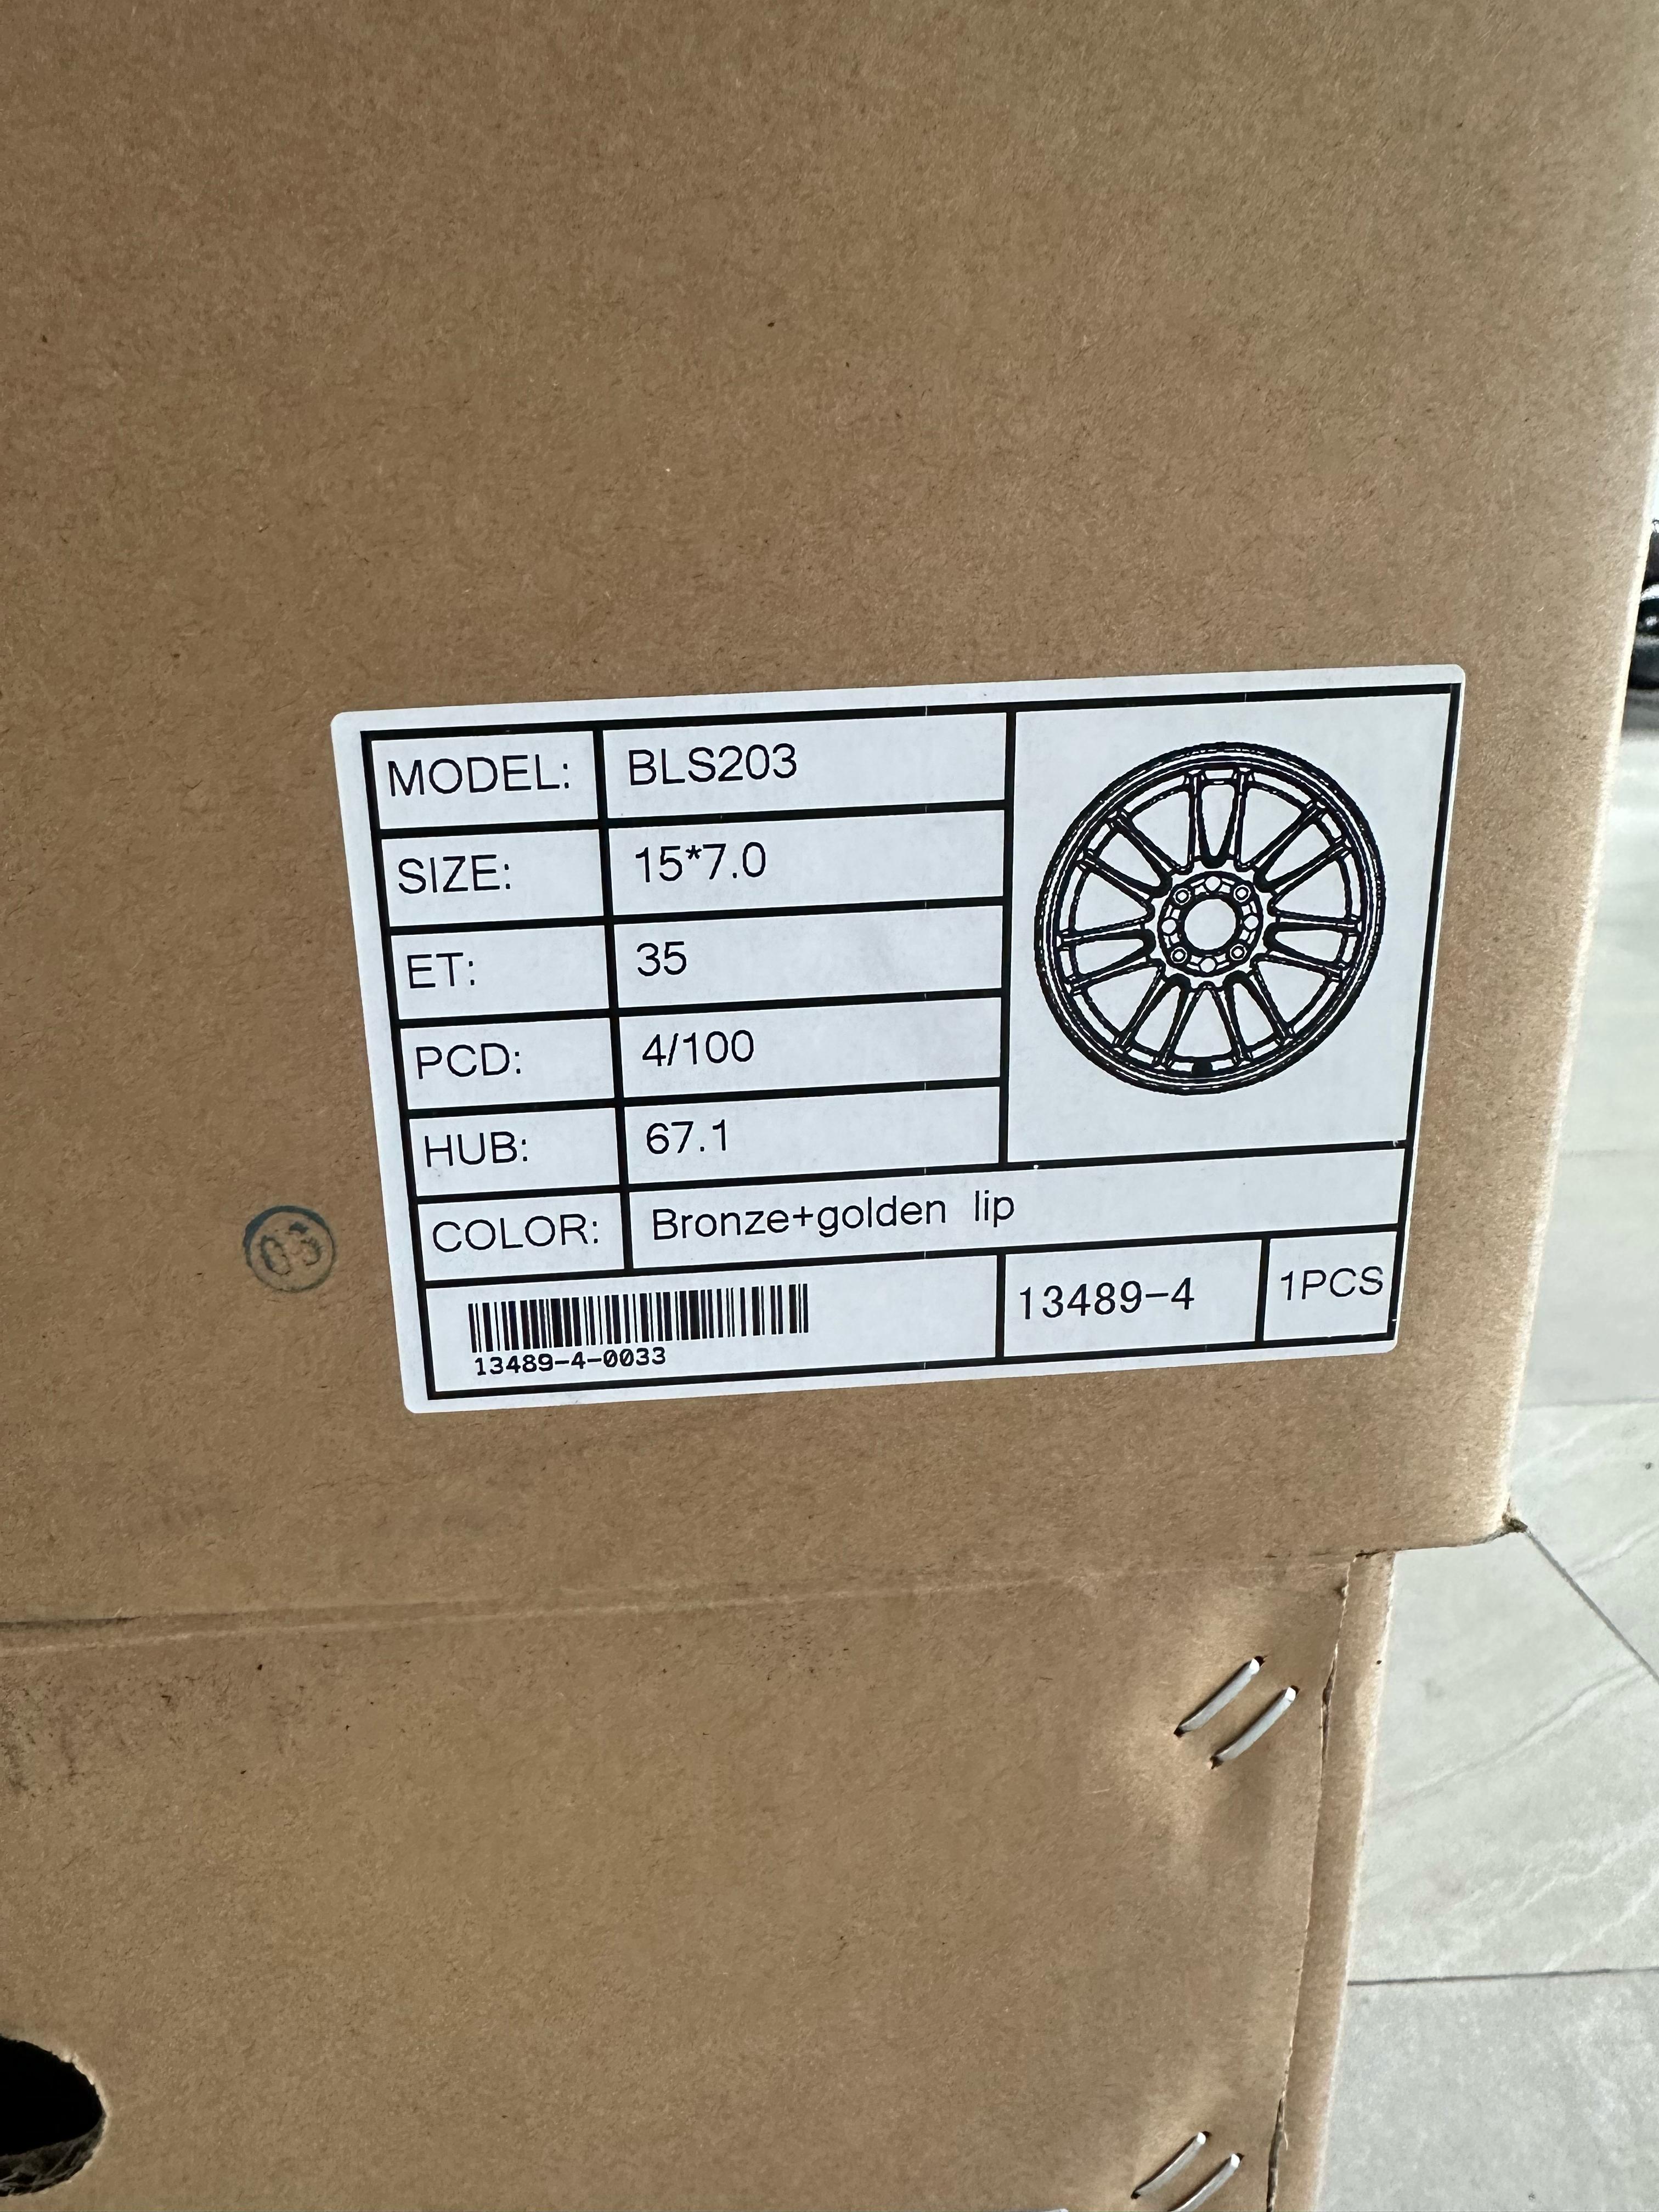 MODEL: BLS203
SIZE: 15*7.0
ET: 35
PCD: 4/100
HUB: 67.1
COLOR: Bronze+golden lip
13489-4 1PCS
13489-4-0033